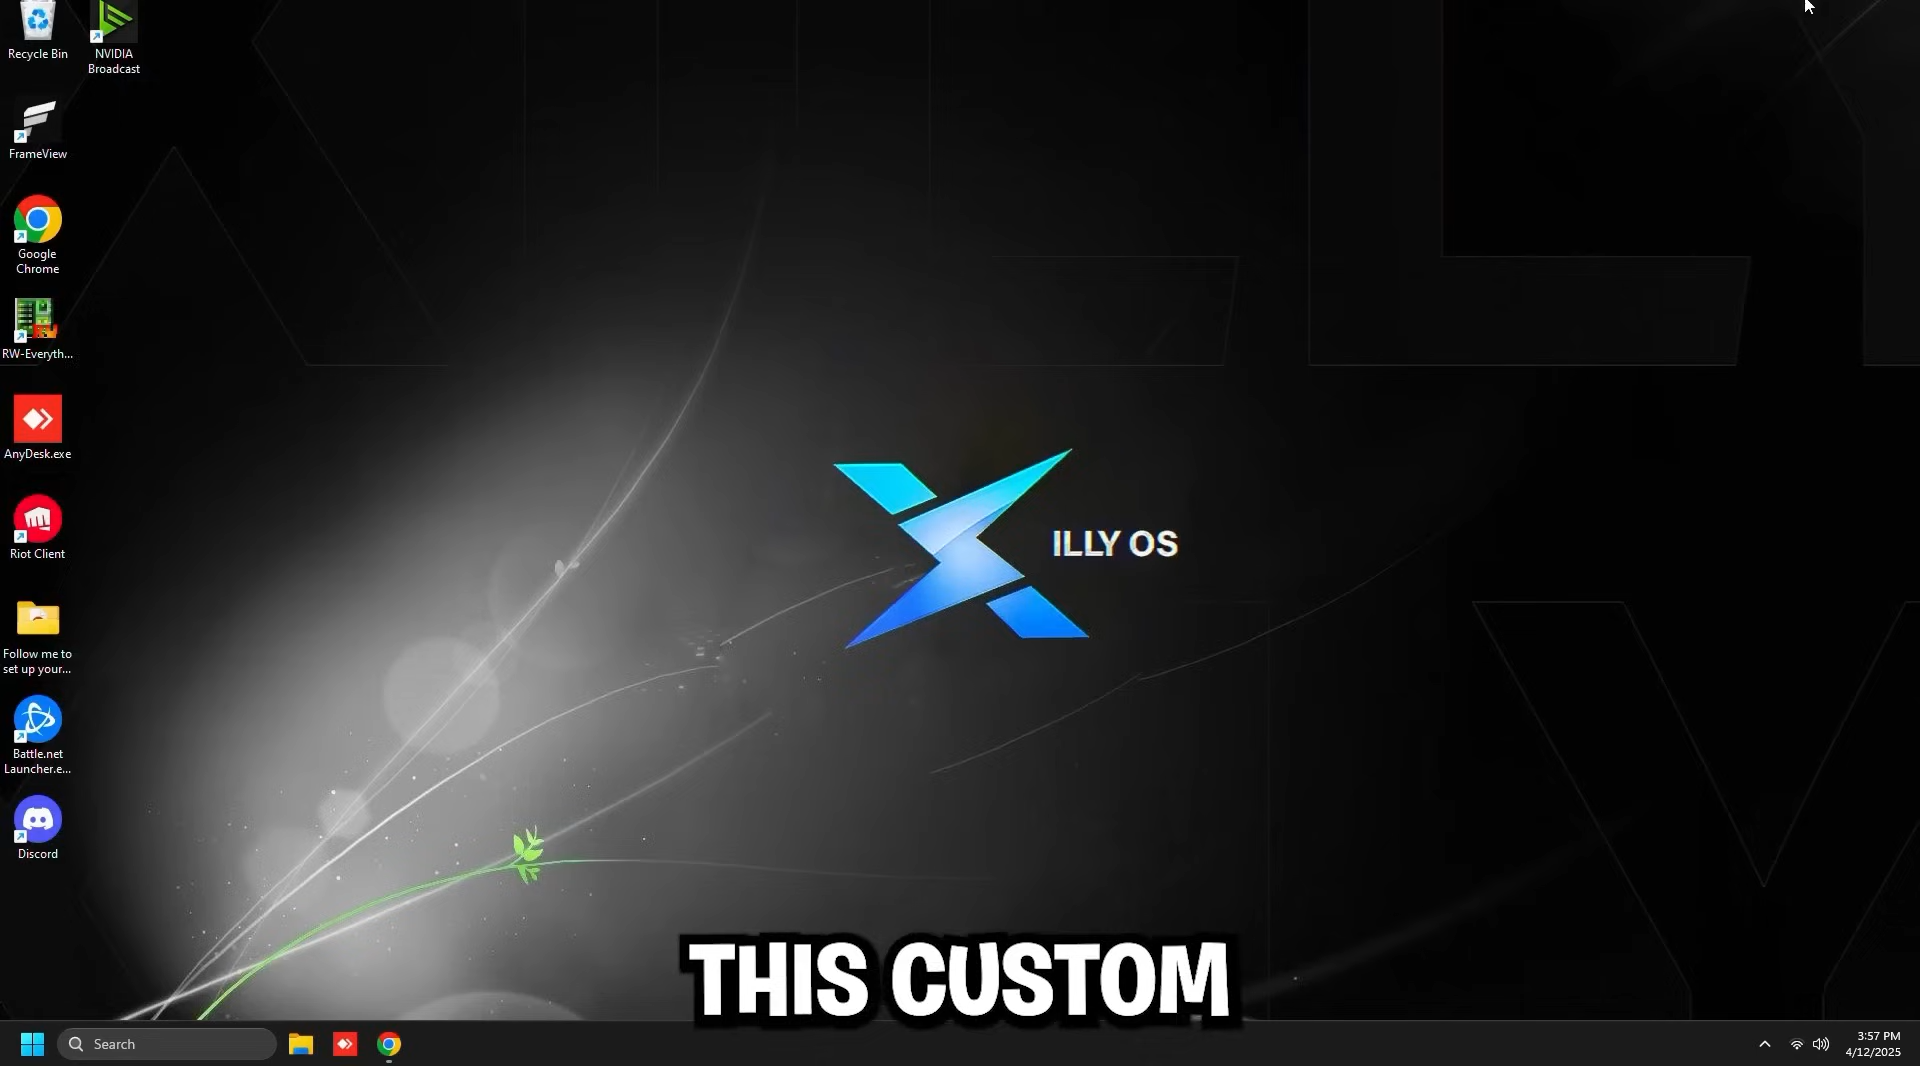 Recycle Bin
NVIDIA
Broadcast
FrameView
Google
Chrome
RW-Everyth...
AnyDesk.exe
Riot Client
Follow me to
set up your...
Battle.net
Launcher.e...
Discord
ILLY OS
THIS CUSTOM
Search
3:57 PM
4/12/2025